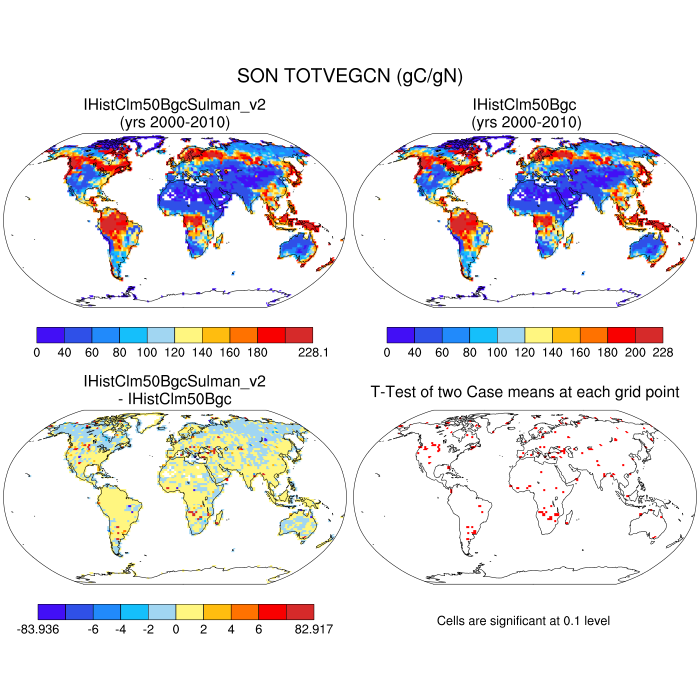 SON TOTVEGCN (gC/gN)
IHistClm50BgcSulman_v2
(yrs 2000-2010)
IHistClm50Bgc
(yrs 2000-2010)
0 40 60 80 100 120 140 160 180 228.1
0 40 60 80 100 120 140 160 180 200 228
IHistClm50BgcSulman_v2
- IHistClm50Bgc
T-Test of two Case means at each grid point
-83.936 -6 -4 -2 0 2 4 6 82.917
Cells are significant at 0.1 level